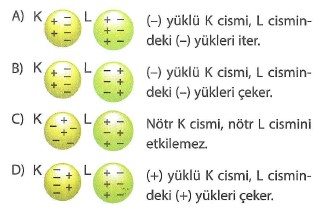 A) K L (–) yüklü K cismi, L cismin-
deki (–) yükleri iter.
B) K L (–) yüklü K cismi, L cismin-
deki (–) yükleri çeker.
C) K L Nötr K cismi, nötr L cismini
etkilemez.
D) K L (+) yüklü K cismi, L cismin-
deki (+) yükleri çeker.